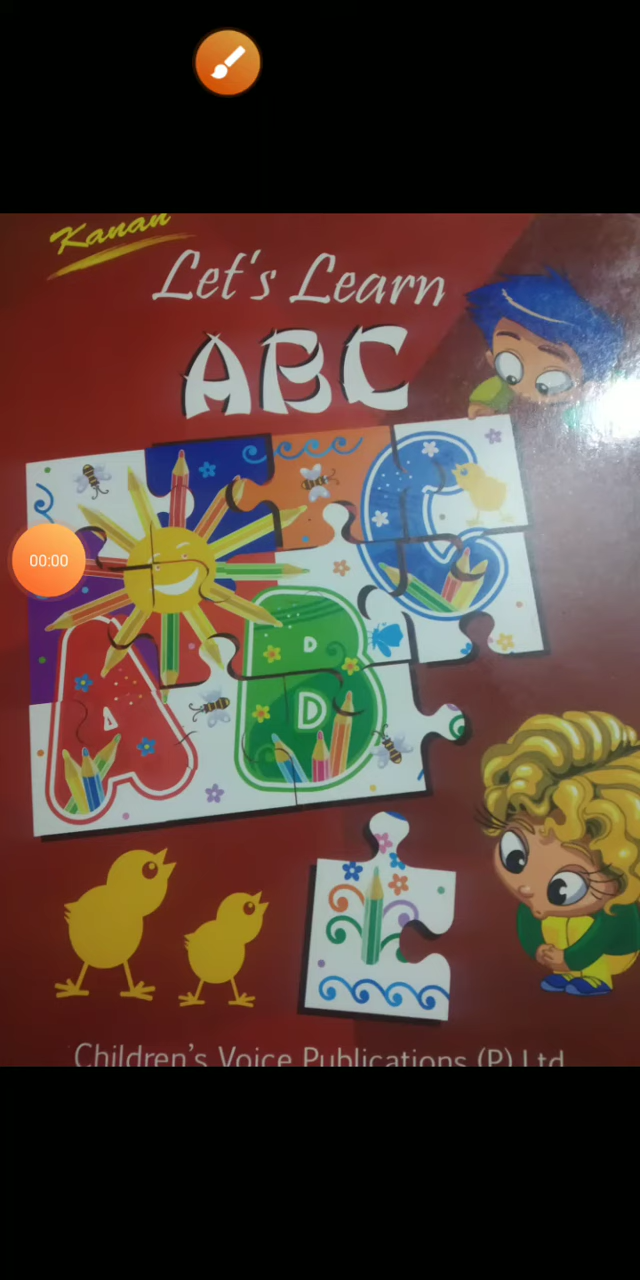 Kanan
Let's Learn
ABC
00:00
C
B
A
Children's Voice Publications (P) Ltd